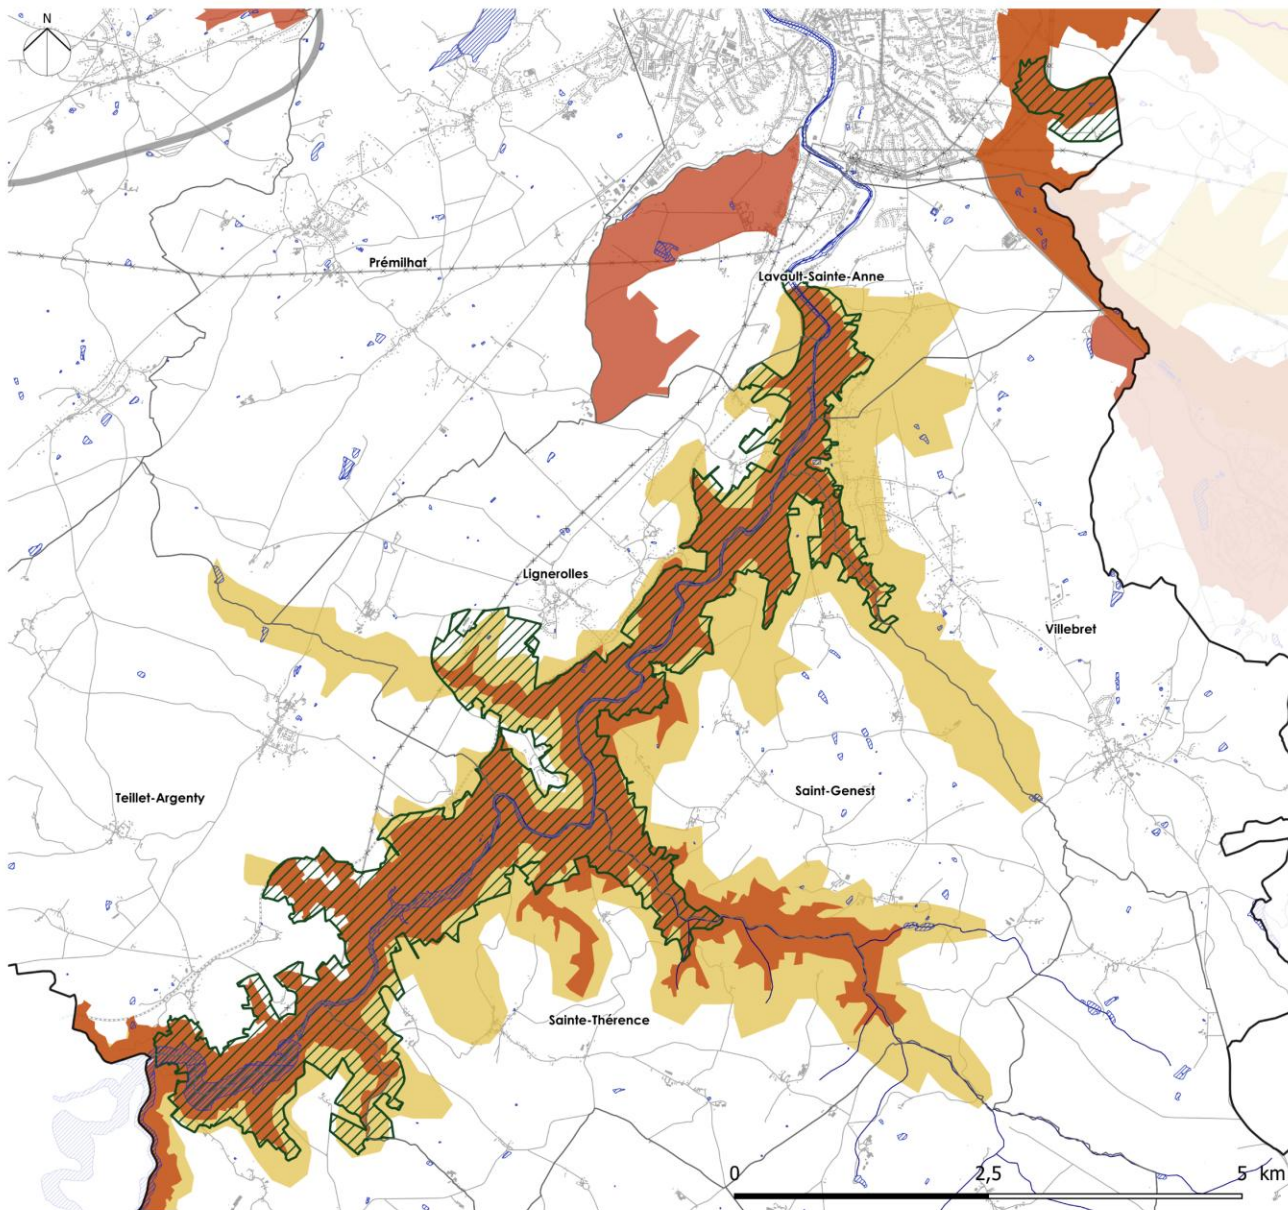 N
Prémilhat
Lavault-Sainte-Anne
Lignerolles
Villebret
Teillet-Argenty
Saint-Genest
Sainte-Thérence
0 2,5 5 km